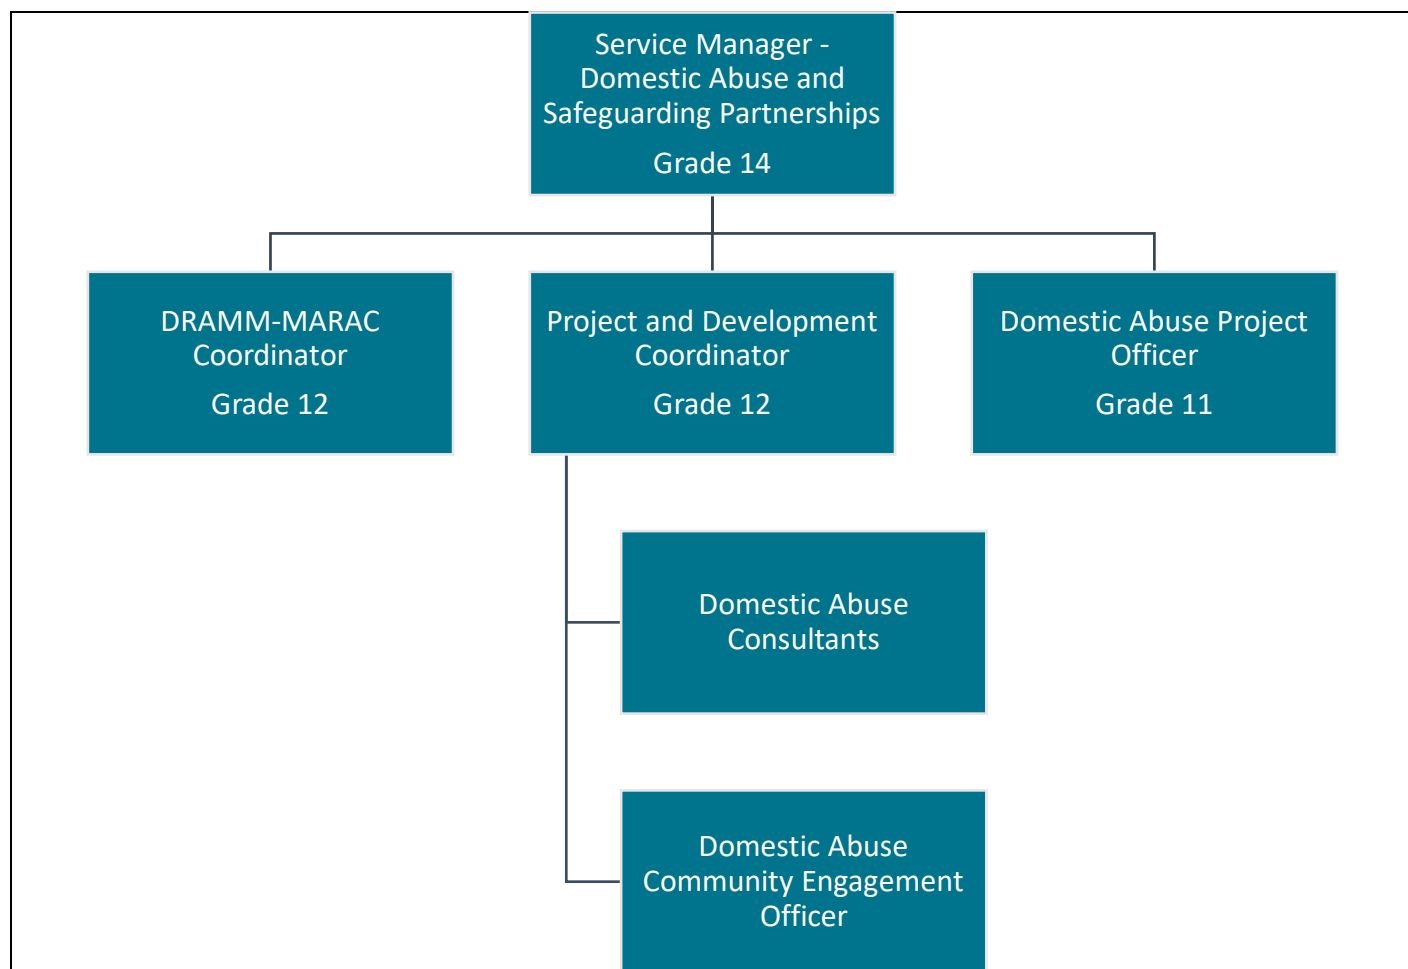 Service Manager -
Domestic Abuse and
Safeguarding Partnerships
Grade 14
DRAMM-MARAC
Coordinator
Grade 12
Project and Development
Coordinator
Grade 12
Domestic Abuse Project
Officer
Grade 11
Domestic Abuse
Consultants
Domestic Abuse
Community Engagement
Officer